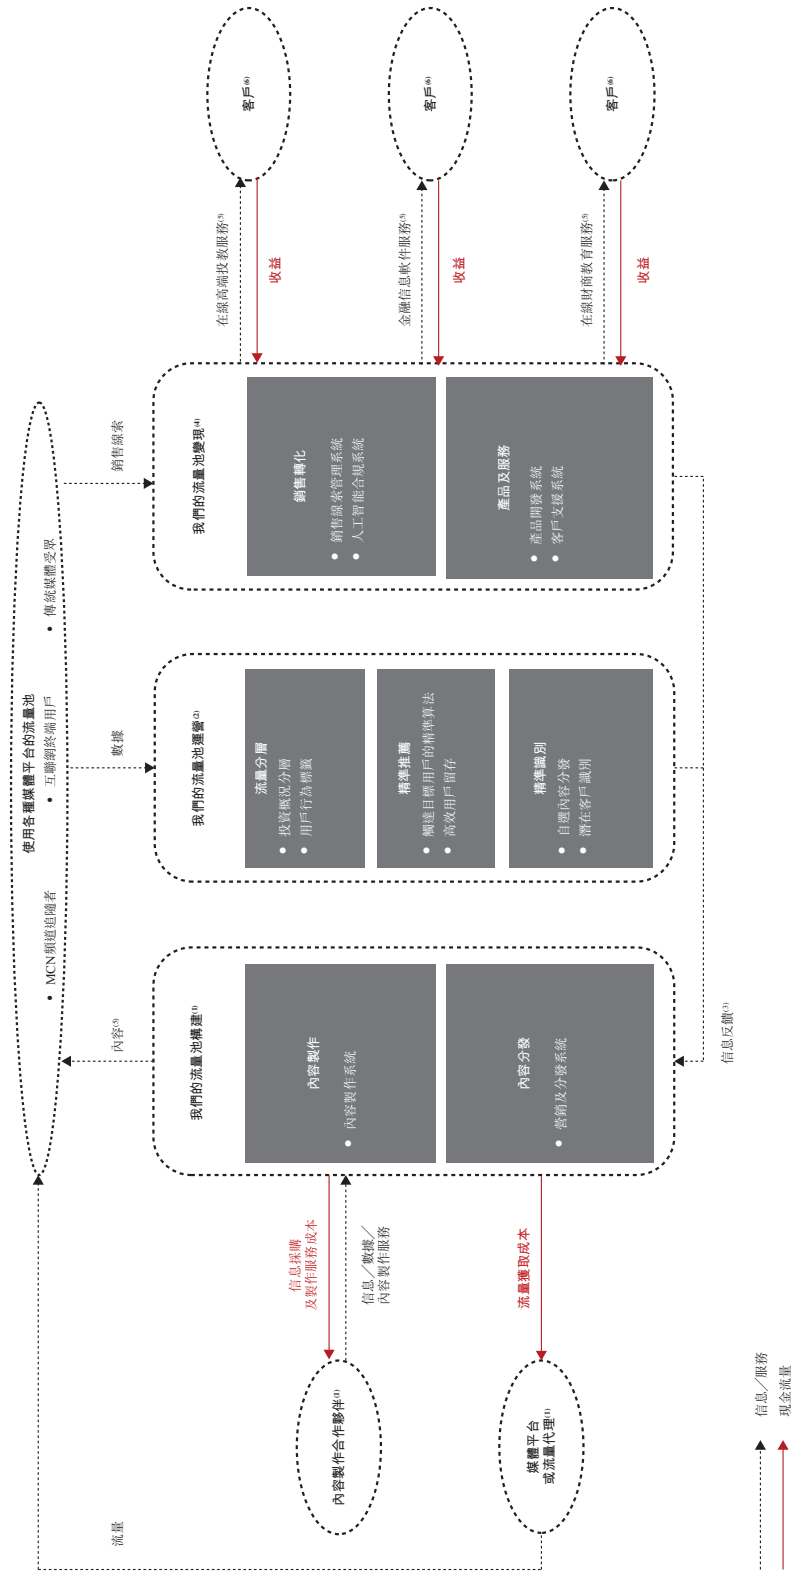 使用各種媒體平台的流量池
• MCN頻道追隨者
• 互聯網終端用戶
• 傳統媒體受眾
流量
內容(5)
數據
銷售線索
我們的流量池構建(1)
內容製作
• 內容製作系統
內容分發
• 營銷及分發系統
我們的流量池運營(2)
流量分層
• 投資概況分層
• 用戶行為標籤
精準推薦
• 觸達目標用戶的精準算法
• 高效用戶留存
精準識別
• 自選內容分發
• 潛在客戶識別
我們的流量池變現(4)
銷售轉化
• 銷售線索管理系統
• 人工智能合規系統
產品及服務
• 產品開發系統
• 客戶支援系統
信息採購
及製作服務成本
信息／數據／
內容製作服務
流量獲取成本
內容製作合作夥伴(1)
媒體平台
或流量代理(1)
在線高端投教服務(5)
收益
客戶(6)
金融信息軟件服務(5)
收益
客戶(6)
在線財商教育服務(5)
收益
客戶(6)
信息反饋(3)
信息／服務
現金流量